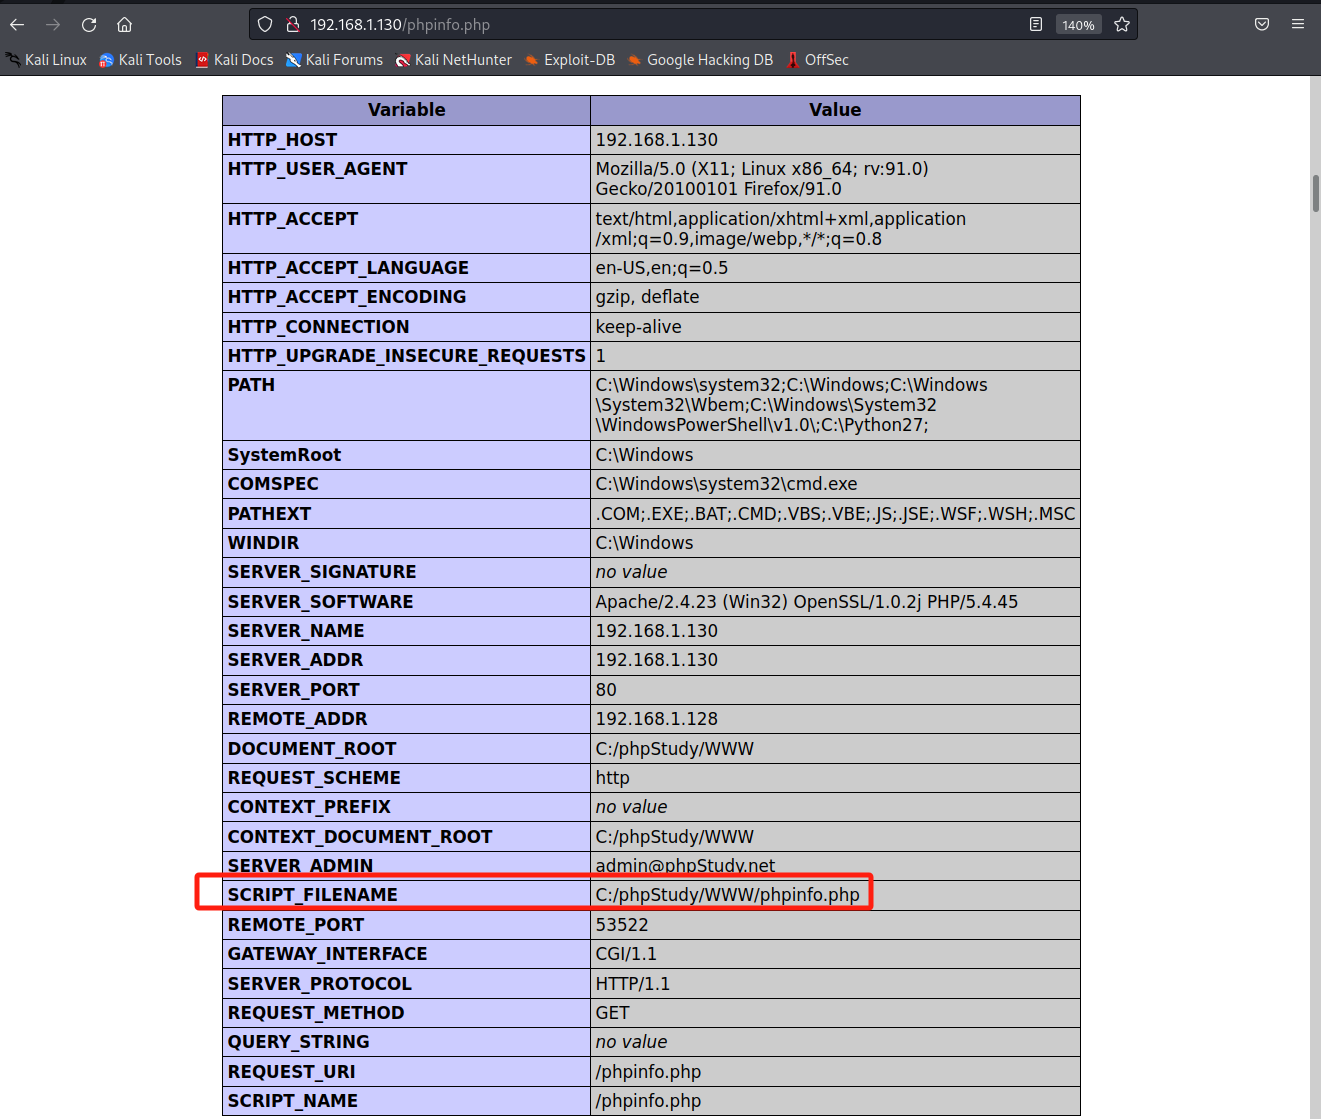 192.168.1.130/phpinfo.php
140%
Kali Linux Kali Tools Kali Docs Kali Forums Kali NetHunter Exploit-DB Google Hacking DB OffSec
Variable Value
HTTP_HOST 192.168.1.130
HTTP_USER_AGENT Mozilla/5.0 (X11; Linux x86_64; rv:91.0)
Gecko/20100101 Firefox/91.0
HTTP_ACCEPT text/html,application/xhtml+xml,application
/xml;q=0.9,image/webp,*/*;q=0.8
HTTP_ACCEPT_LANGUAGE en-US,en;q=0.5
HTTP_ACCEPT_ENCODING gzip, deflate
HTTP_CONNECTION keep-alive
HTTP_UPGRADE_INSECURE_REQUESTS 1
PATH C:\Windows\system32;C:\Windows;C:\Windows
\System32\Wbem;C:\Windows\System32
\WindowsPowerShell\v1.0\;C:\Python27;
SystemRoot C:\Windows
COMSPEC C:\Windows\system32\cmd.exe
PATHEXT .COM;.EXE;.BAT;.CMD;.VBS;.VBE;.JS;.JSE;.WSF;.WSH;.MSC
WINDIR C:\Windows
SERVER_SIGNATURE no value
SERVER_SOFTWARE Apache/2.4.23 (Win32) OpenSSL/1.0.2j PHP/5.4.45
SERVER_NAME 192.168.1.130
SERVER_ADDR 192.168.1.130
SERVER_PORT 80
REMOTE_ADDR 192.168.1.128
DOCUMENT_ROOT C:/phpStudy/WWW
REQUEST_SCHEME http
CONTEXT_PREFIX no value
CONTEXT_DOCUMENT_ROOT C:/phpStudy/WWW
SERVER_ADMIN admin@phpStudy.net
SCRIPT_FILENAME C:/phpStudy/WWW/phpinfo.php
REMOTE_PORT 53522
GATEWAY_INTERFACE CGI/1.1
SERVER_PROTOCOL HTTP/1.1
REQUEST_METHOD GET
QUERY_STRING no value
REQUEST_URI /phpinfo.php
SCRIPT_NAME /phpinfo.php